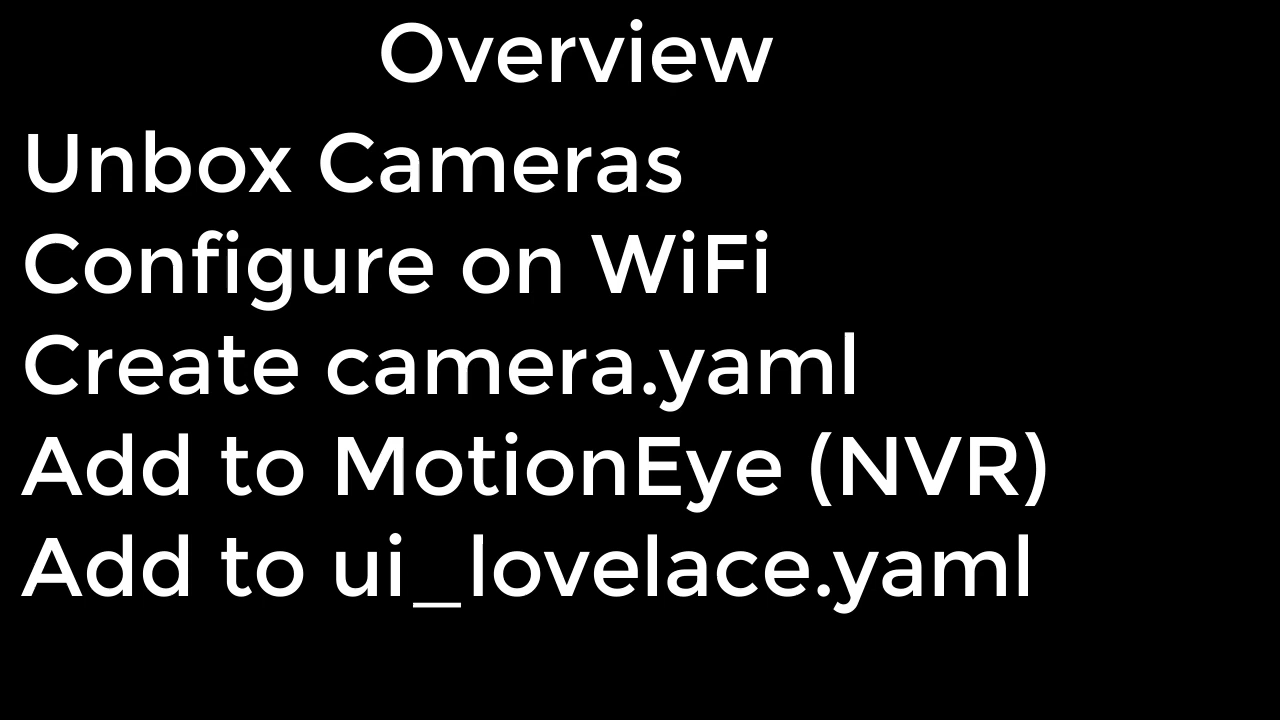 Overview
Unbox Cameras
Configure on WiFi
Create camera.yaml
Add to MotionEye (NVR)
Add to ui_lovelace.yaml